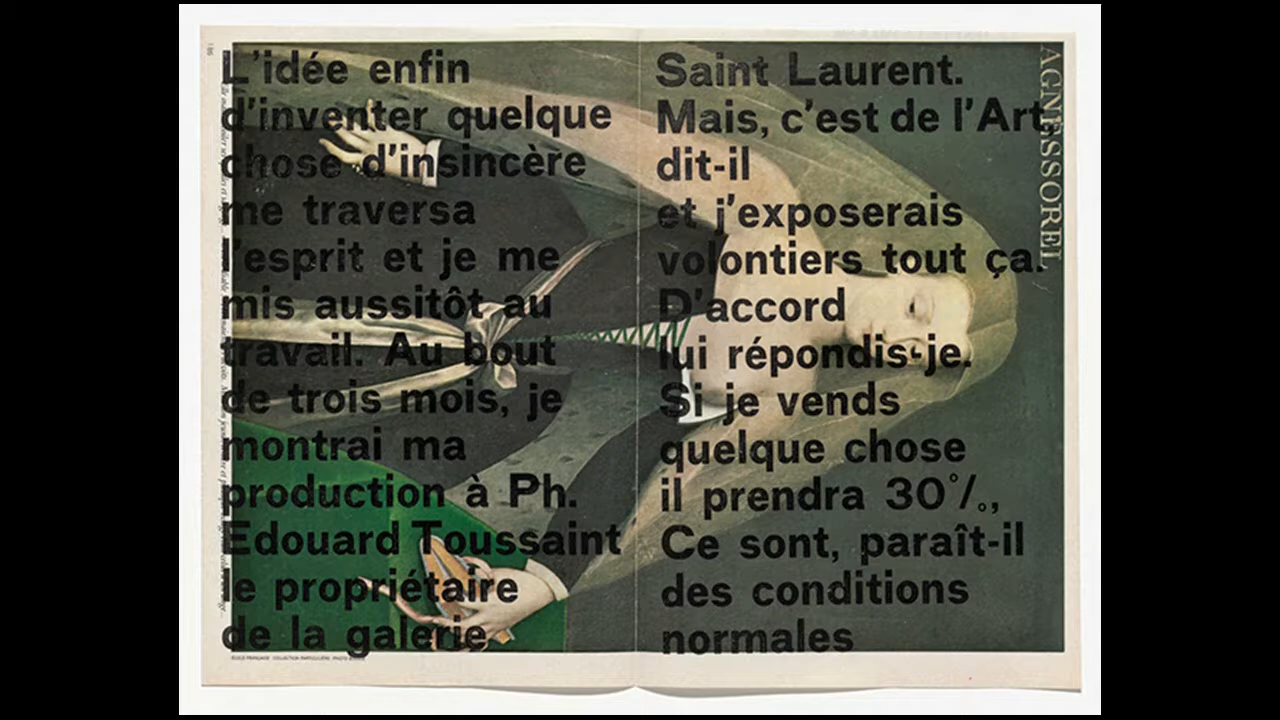 L'idée enfin
d'inventer quelque
chose d'insincère
me traversa
l'esprit et je me
mis aussitôt au
travail. Au bout
de trois mois, je
montrai ma
production à Ph.
Edouard Toussaint
le propriétaire
de la galerie
Saint Laurent.
Mais, c'est de l'Art,
dit-il
et j'exposerais
volontiers tout ça.
D'accord
lui répondis-je.
Si je vends
quelque chose
il prendra 30%,
Ce sont, paraît-il
des conditions
normales
AGNES SOREL